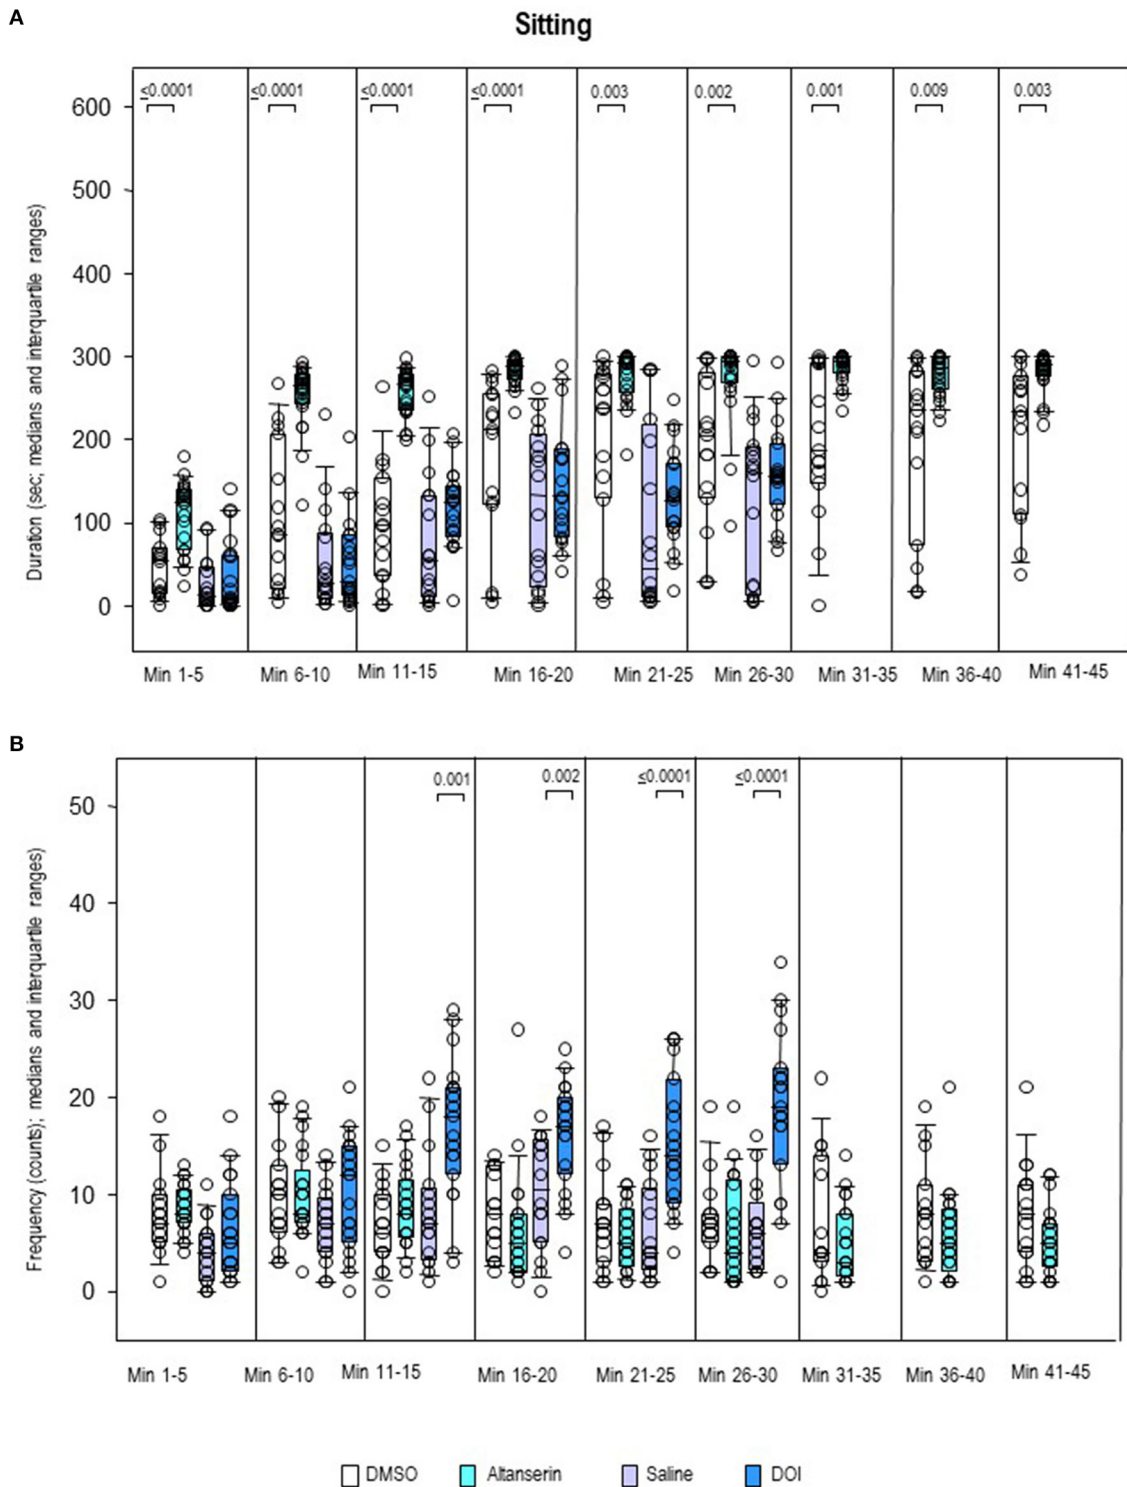 A
Sitting
Duration (sec; medians and interquartile ranges)
600
500
400
300
200
100
0
≤0.0001
≤0.0001
≤0.0001
≤0.0001
0.003
0.002
0.001
0.009
0.003
Min 1-5
Min 6-10
Min 11-15
Min 16-20
Min 21-25
Min 26-30
Min 31-35
Min 36-40
Min 41-45
B
Frequency (counts); medians and interquartile ranges)
50
40
30
20
10
0
0.001
0.002
≤0.0001
≤0.0001
Min 1-5
Min 6-10
Min 11-15
Min 16-20
Min 21-25
Min 26-30
Min 31-35
Min 36-40
Min 41-45
DMSO
Altanserin
Saline
DOI